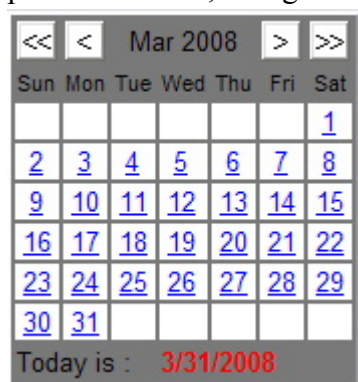 << < Mar 2008 > >>
Sun Mon Tue Wed Thu Fri Sat
1
2 3 4 5 6 7 8
9 10 11 12 13 14 15
16 17 18 19 20 21 22
23 24 25 26 27 28 29
30 31
Today is : 3/31/2008